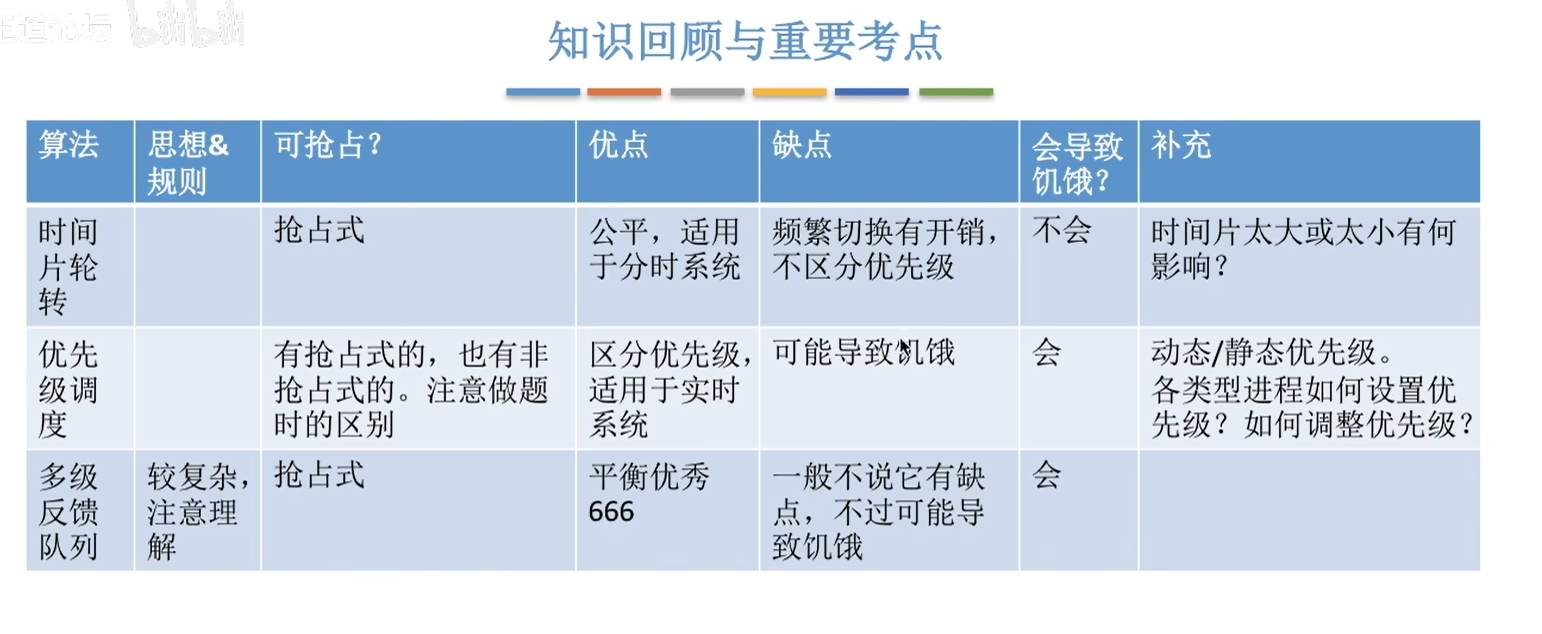 王道论坛 bilibili
知识回顾与重要考点
算法
思想&
规则
可抢占？
优点
缺点
会导致
饥饿？
补充
时间
片轮
转
抢占式
公平，适用
于分时系统
频繁切换有开销，
不区分优先级
不会
时间片太大或太小有何
影响？
优先
级调
度
有抢占式的，也有非
抢占式的。注意做题
时的区别
区分优先级，
适用于实时
系统
可能导致饥饿
会
动态/静态优先级。
各类型进程如何设置优
先级？如何调整优先级？
多级
反馈
队列
较复杂，
注意理
解
抢占式
平衡优秀
666
一般不说它有缺
点，不过可能导
致饥饿
会